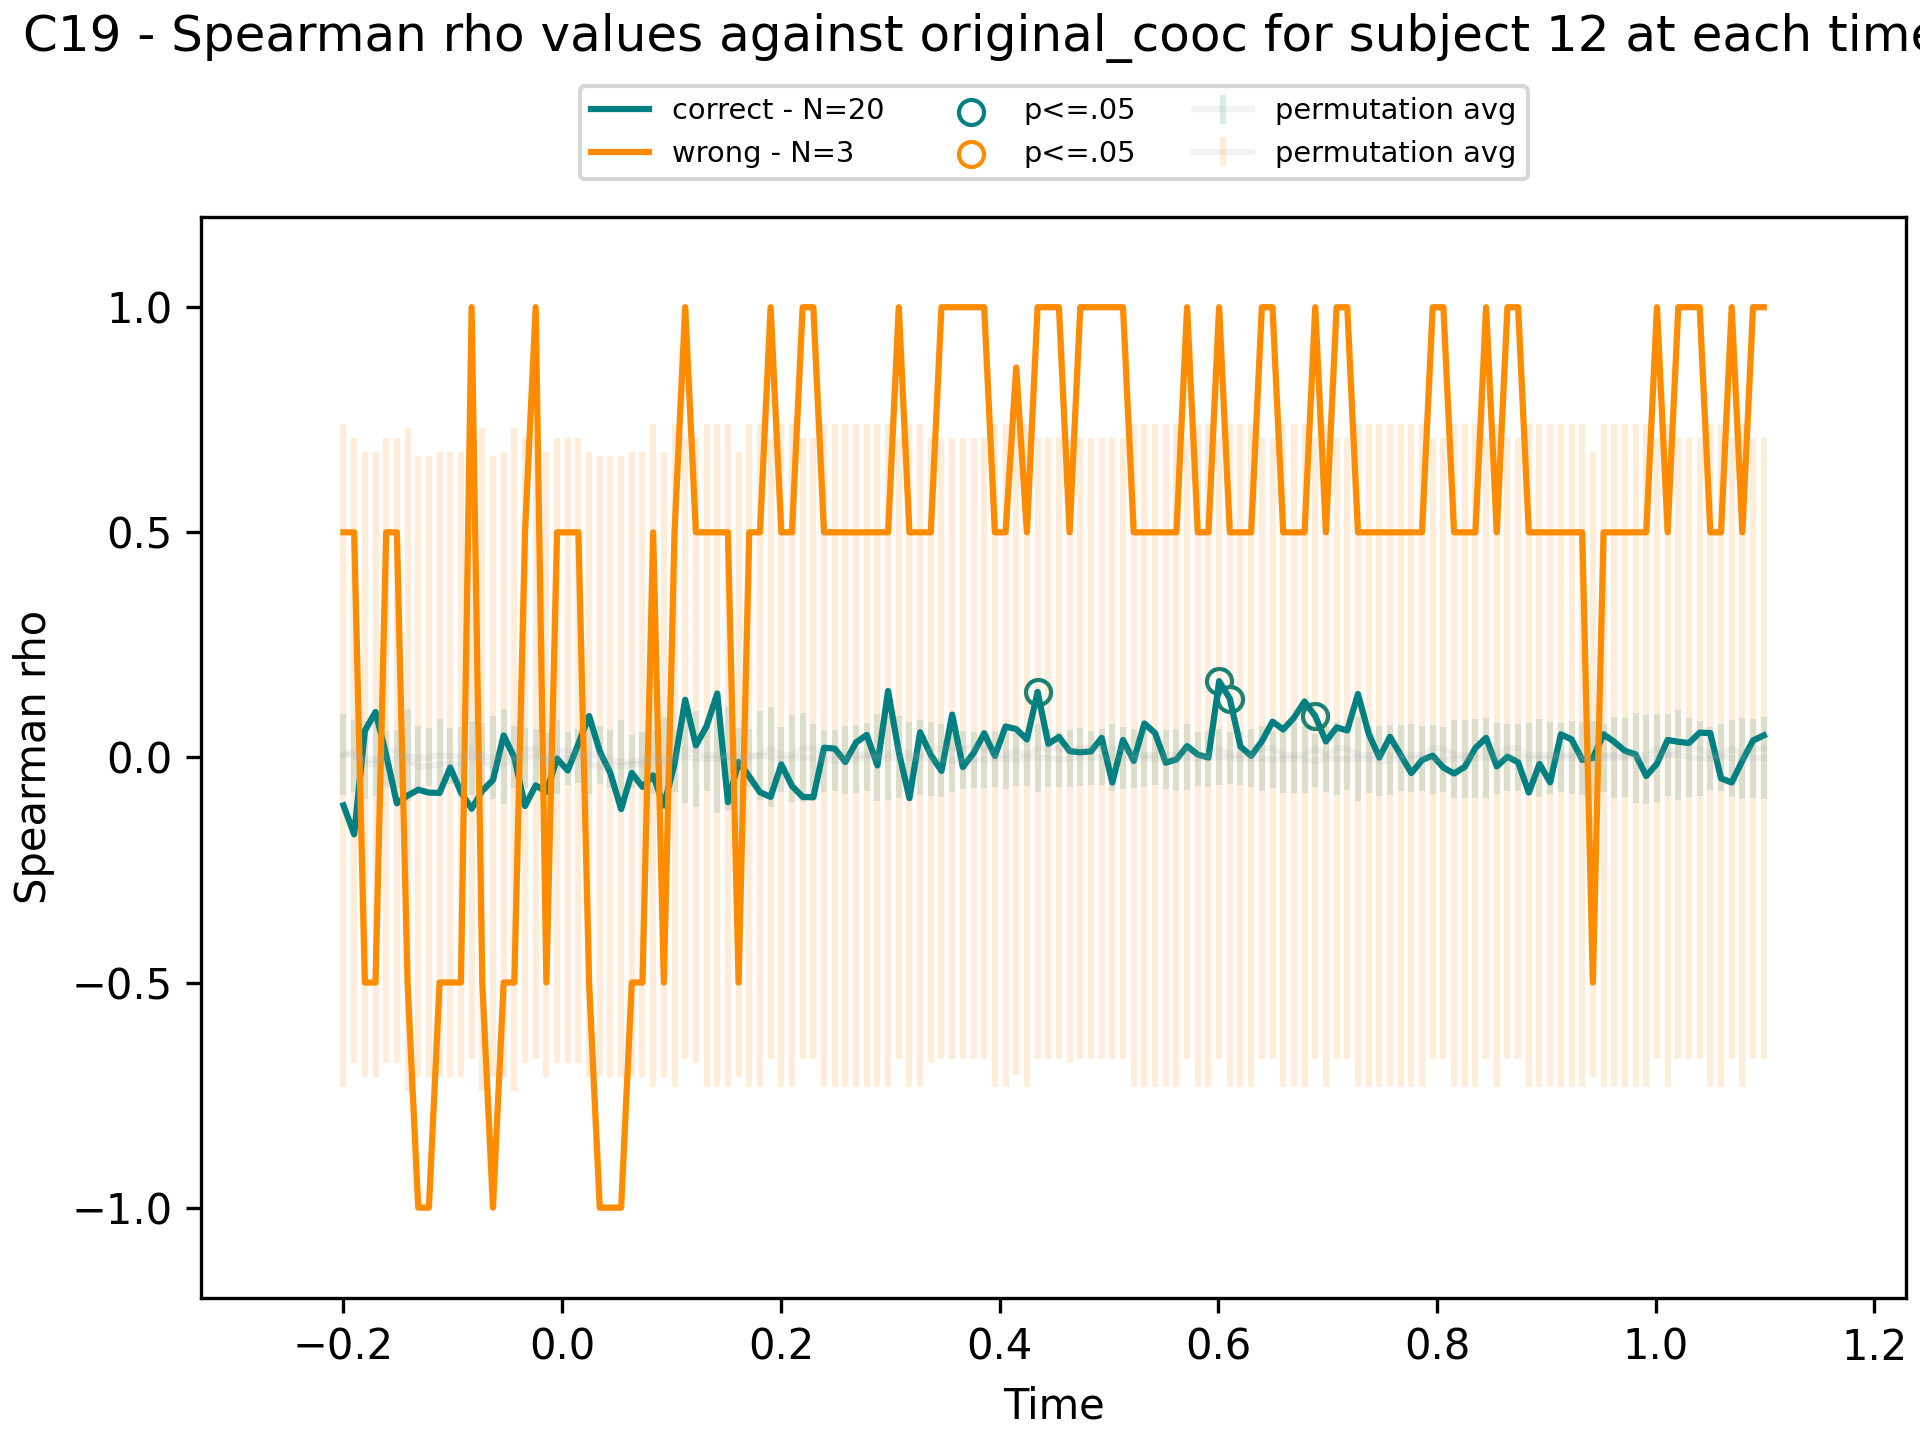 C19 - Spearman rho values against original_cooc for subject 12 at each time
correct - N=20 p<=.05 permutation avg
wrong - N=3 p<=.05 permutation avg
1.0
0.5
0.0
−0.5
−1.0
Spearman rho
−0.2 0.0 0.2 0.4 0.6 0.8 1.0 1.2
Time